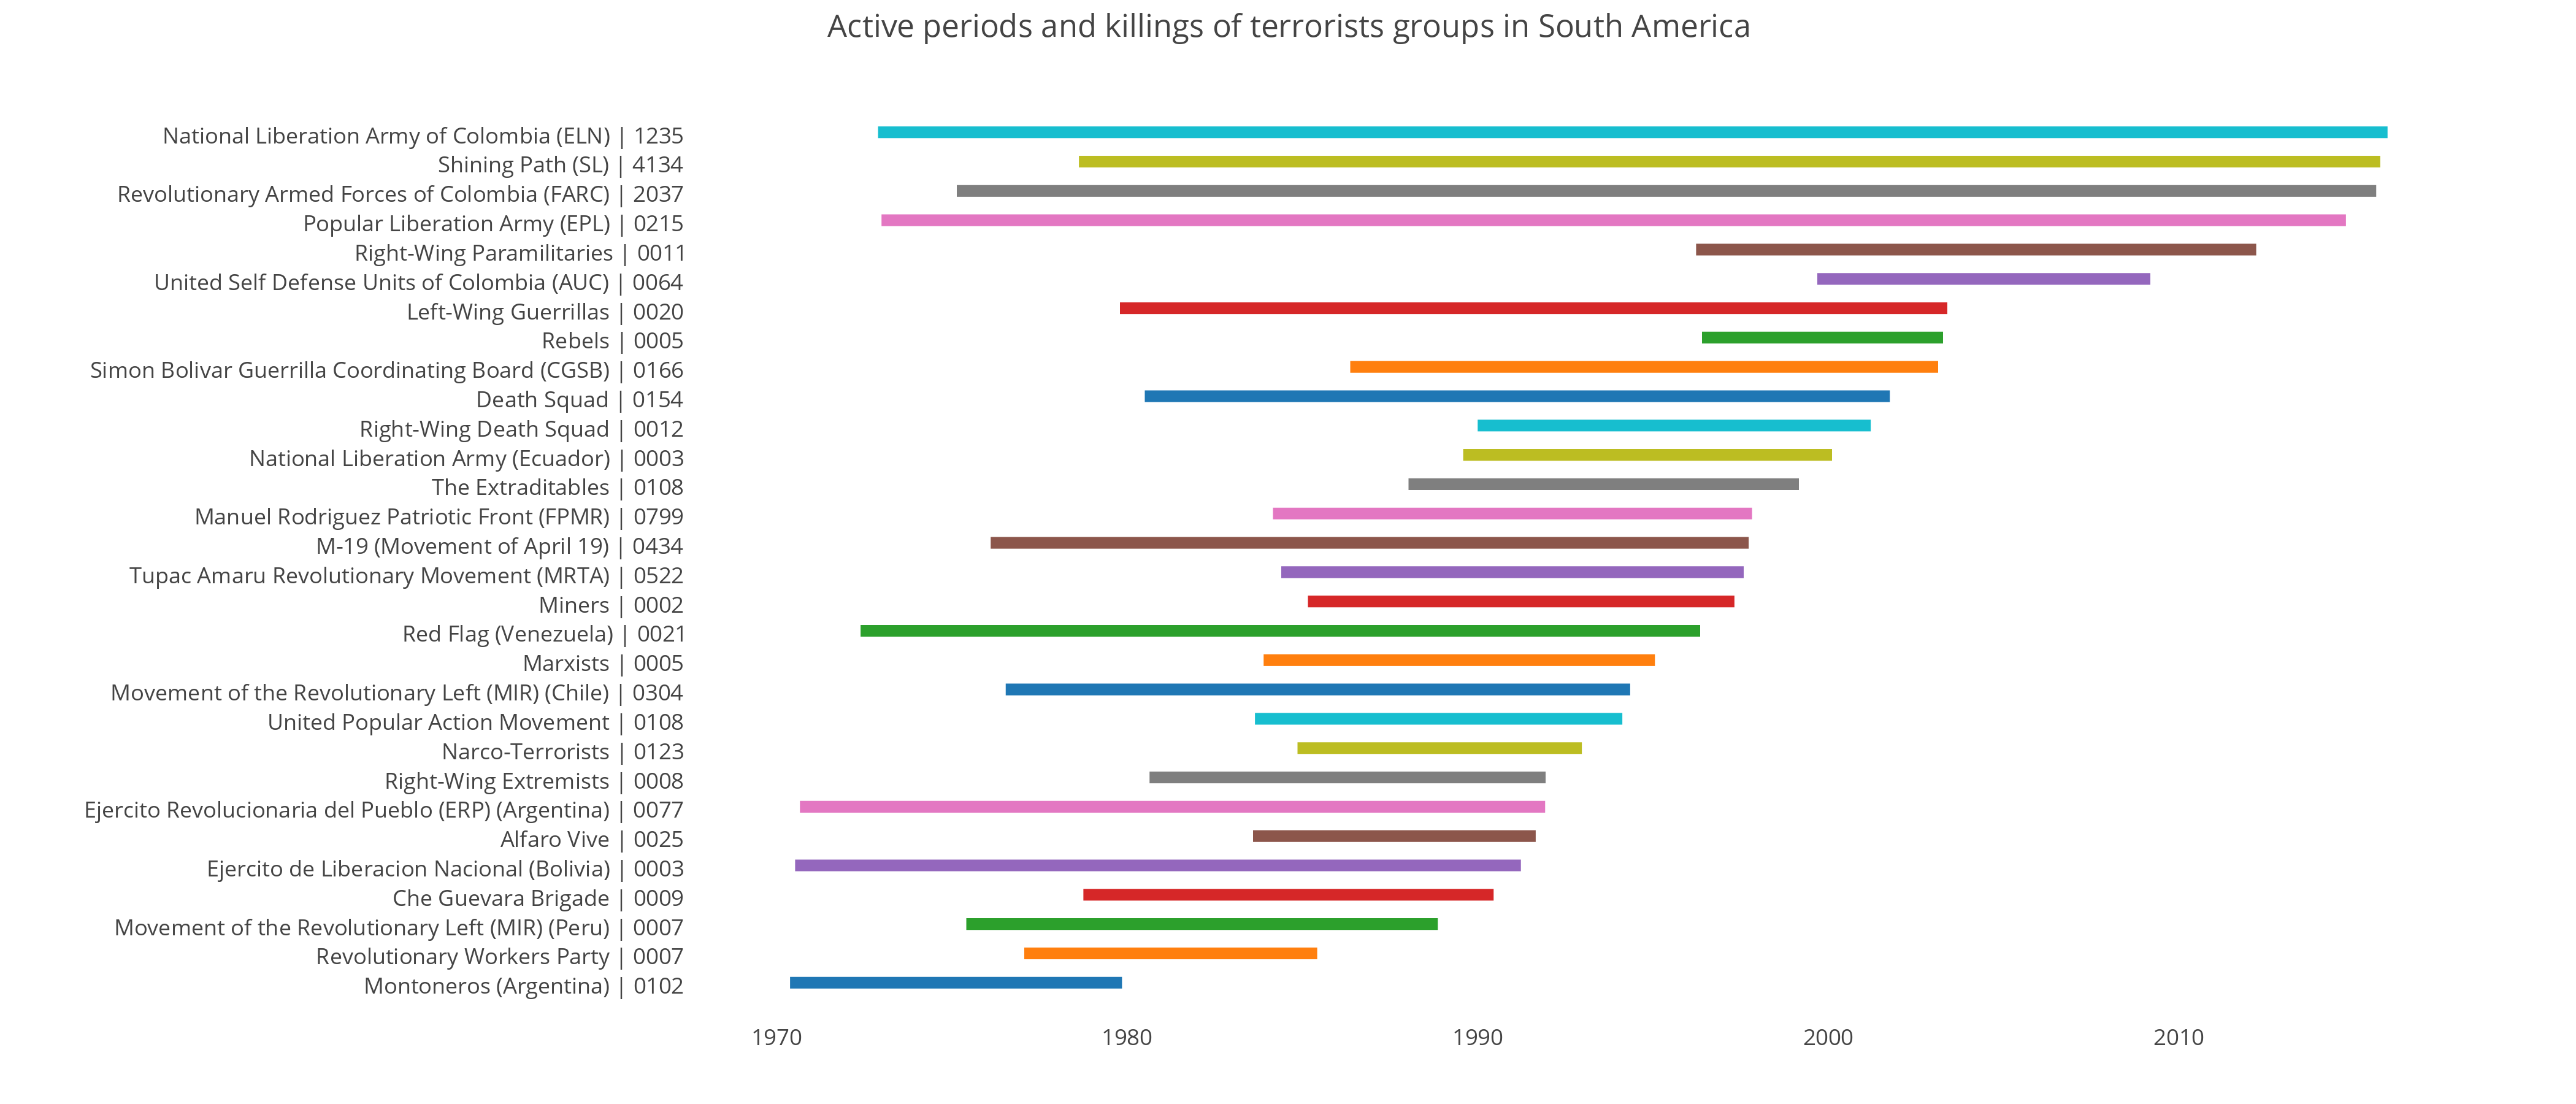 Active periods and killings of terrorists groups in South America
National Liberation Army of Colombia (ELN) | 1235
Shining Path (SL) | 4134
Revolutionary Armed Forces of Colombia (FARC) | 2037
Popular Liberation Army (EPL) | 0215
Right-Wing Paramilitaries | 0011
United Self Defense Units of Colombia (AUC) | 0064
Left-Wing Guerrillas | 0020
Rebels | 0005
Simon Bolivar Guerrilla Coordinating Board (CGSB) | 0166
Death Squad | 0154
Right-Wing Death Squad | 0012
National Liberation Army (Ecuador) | 0003
The Extraditables | 0108
Manuel Rodriguez Patriotic Front (FPMR) | 0799
M-19 (Movement of April 19) | 0434
Tupac Amaru Revolutionary Movement (MRTA) | 0522
Miners | 0002
Red Flag (Venezuela) | 0021
Marxists | 0005
Movement of the Revolutionary Left (MIR) (Chile) | 0304
United Popular Action Movement | 0108
Narco-Terrorists | 0123
Right-Wing Extremists | 0008
Ejercito Revolucionaria del Pueblo (ERP) (Argentina) | 0077
Alfaro Vive | 0025
Ejercito de Liberacion Nacional (Bolivia) | 0003
Che Guevara Brigade | 0009
Movement of the Revolutionary Left (MIR) (Peru) | 0007
Revolutionary Workers Party | 0007
Montoneros (Argentina) | 0102
1970 1980 1990 2000 2010